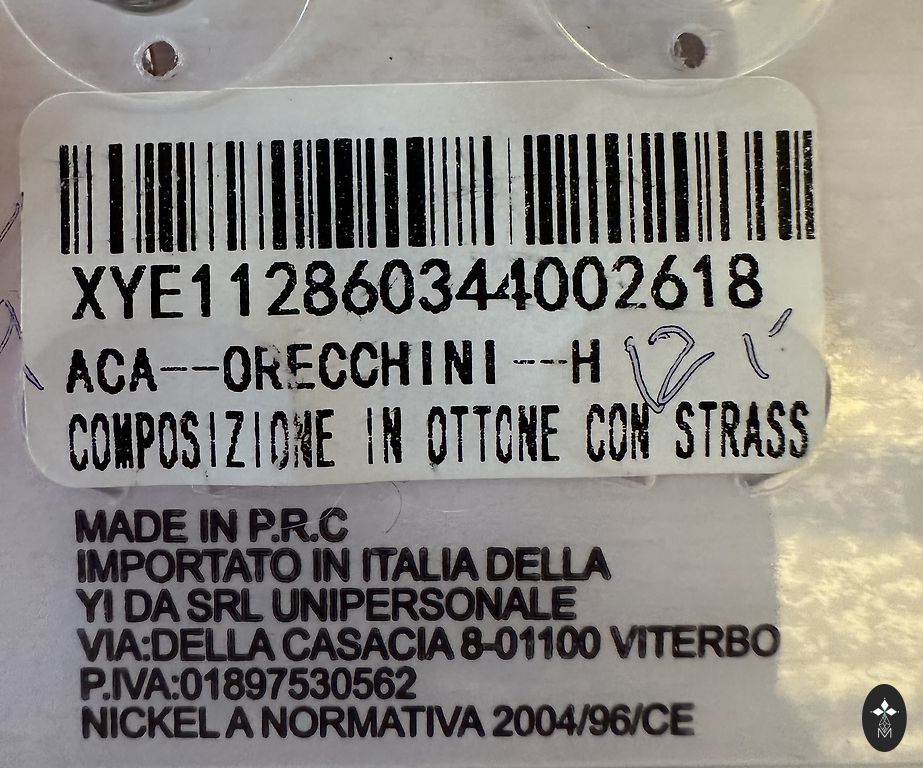 XYE112860344002618
ACA--ORECCHINI--H 12
COMPOSIZIONE IN OTTONE CON STRASS
MADE IN P.R.C
IMPORTATO IN ITALIA DELLA
YI DA SRL UNIPERSONALE
VIA:DELLA CASACIA 8-01100 VITERBO
P.IVA:01897530562
NICKEL A NORMATIVA 2004/96/CE
M